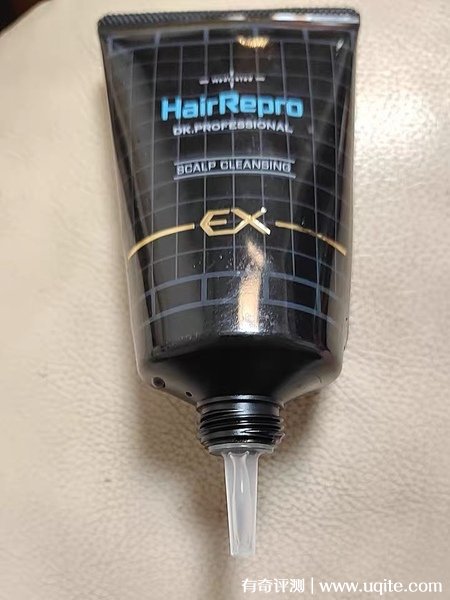 HairRepro
DR.PROFESSIONAL
SCALP CLEANSING
EX
有奇评测 | www.uqite.com